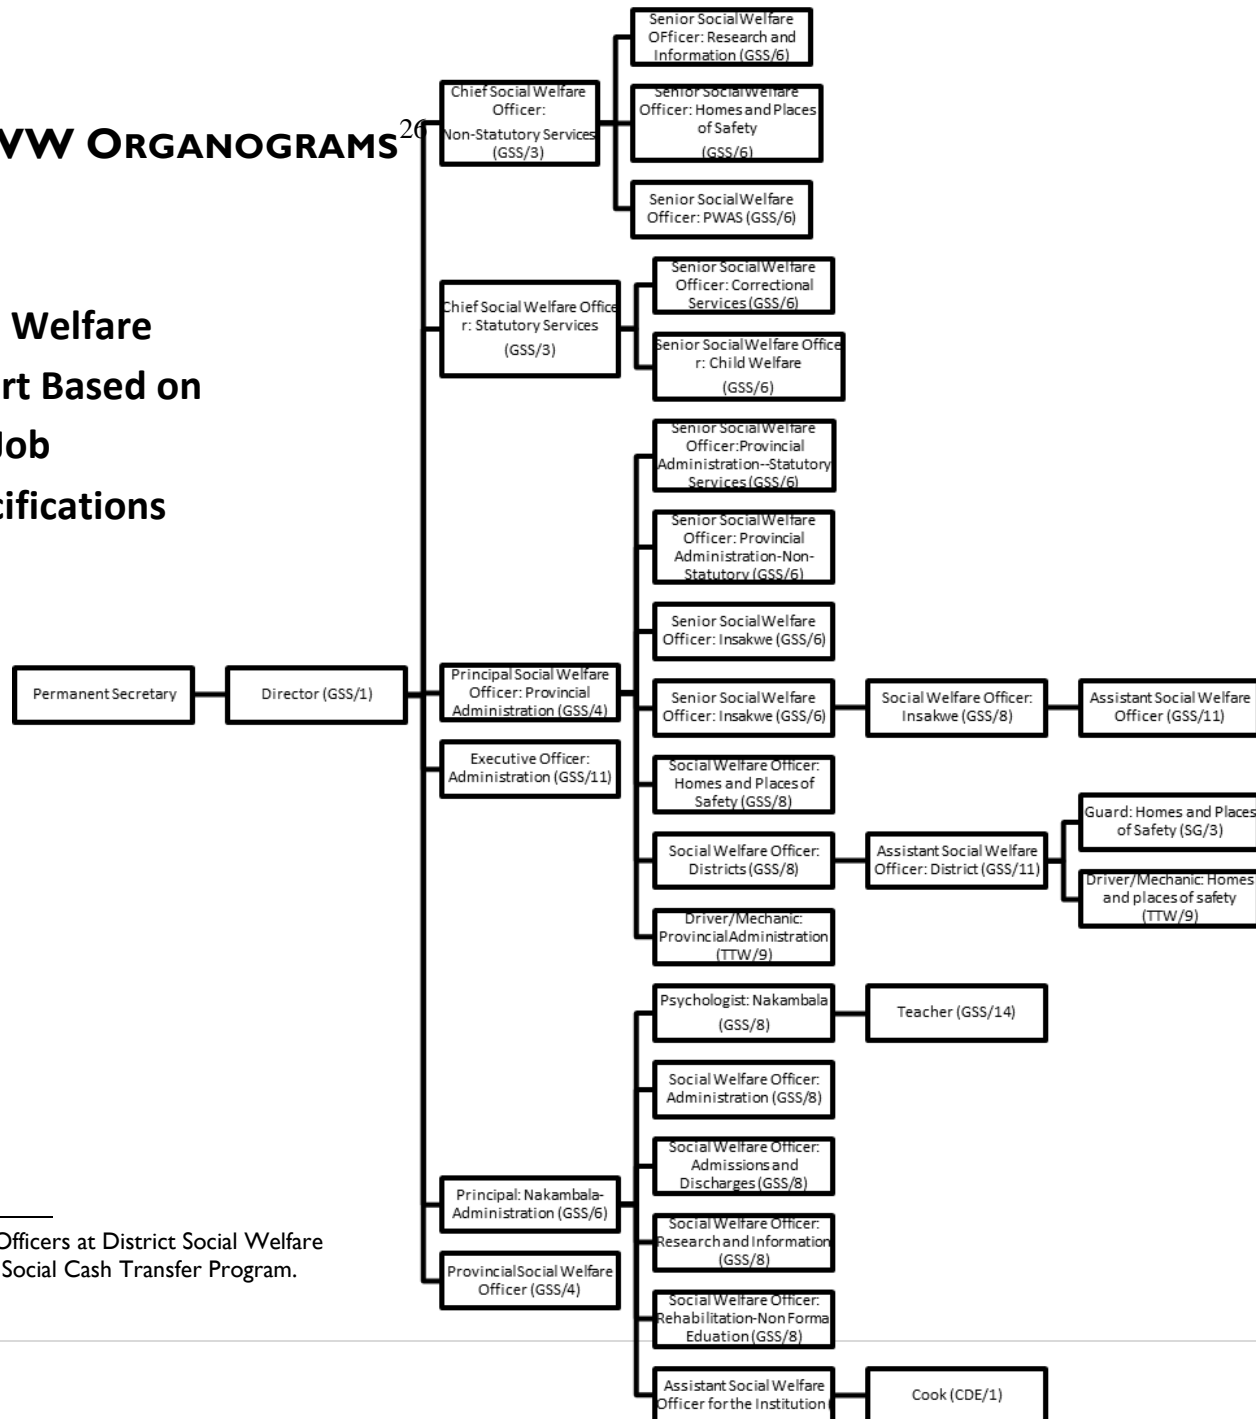 Senior Social Welfare
OFficer: Research and
Information (GSS/6)
Chief Social Welfare
Officer:
Non-Statutory Services
(GSS/3)
Senior Social Welfare
Officer: Homes and Places
of Safety
(GSS/6)
ORGANOGRAMS 26
Senior Social Welfare
Officer: PWAS (GSS/6)
Welfare
rt Based on
Job
cifications
Chief Social Welfare Office
r: Statutory Services
(GSS/3)
Senior Social Welfare
Officer: Correctional
Services (GSS/6)
Senior Social Welfare Office
r: Child Welfare
(GSS/6)
Senior Social Welfare
Officer:Provincial
Administration--Statutory
Services (GSS/6)
Senior Social Welfare
Officer: Provincial
Administration-Non-
Statutory (GSS/6)
Senior Social Welfare
Officer: Insakwe (GSS/6)
Permanent Secretary
Director (GSS/1)
Principal Social Welfare
Officer: Provincial
Administration (GSS/4)
Senior Social Welfare
Officer: Insakwe (GSS/6)
Social Welfare Officer:
Insakwe (GSS/8)
Assistant Social Welfare
Officer (GSS/11)
Executive Officer:
Administration (GSS/11)
Social Welfare Officer:
Homes and Places of
Safety (GSS/8)
Social Welfare Officer:
Districts (GSS/8)
Assistant Social Welfare
Officer: District (GSS/11)
Guard: Homes and Places
of Safety (SG/3)
Driver/Mechanic: Homes
and places of safety
(TTW/9)
Driver/Mechanic:
Provincial Administration
(TTW/9)
Psychologist: Nakambala
(GSS/8)
Teacher (GSS/14)
Social Welfare Officer:
Administration (GSS/8)
Social Welfare Officer:
Admissions and
Discharges (GSS/8)
Principal: Nakambala-
Administration (GSS/6)
Social Welfare Officer:
Research and Information
(GSS/8)
Provincial Social Welfare
Officer (GSS/4)
Social Welfare Officer:
Rehabilitation-Non Forma
Eduation (GSS/8)
Assistant Social Welfare
Officer for the Institution(
Cook (CDE/1)
Officers at District Social Welfare
Social Cash Transfer Program.